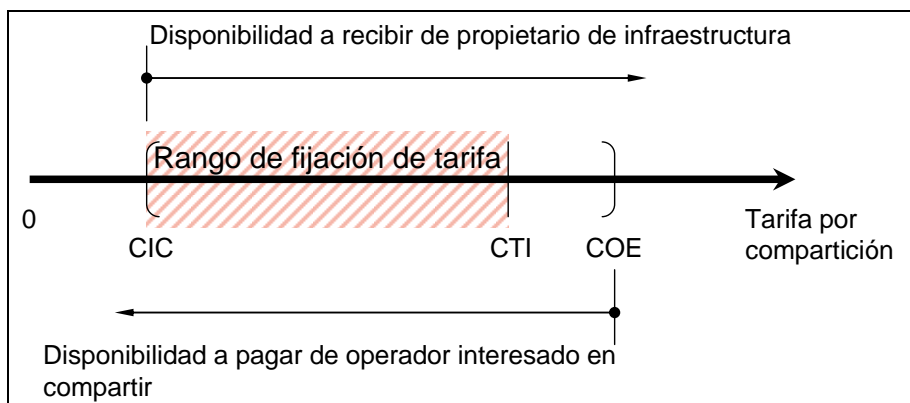 Disponibilidad a recibir de propietario de infraestructura
Rango de fijación de tarifa
0
CIC
CTI
COE
Tarifa por
compartición
Disponibilidad a pagar de operador interesado en
compartir